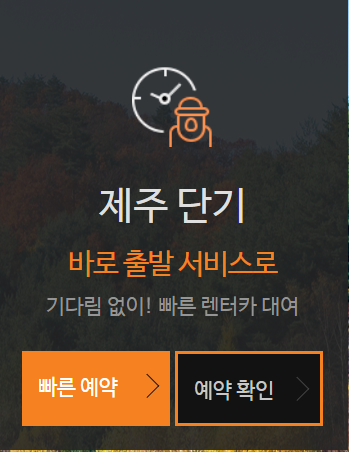 제주 단기
바로 출발 서비스로
기다림 없이! 빠른 렌터카 대여
빠른 예약
예약 확인